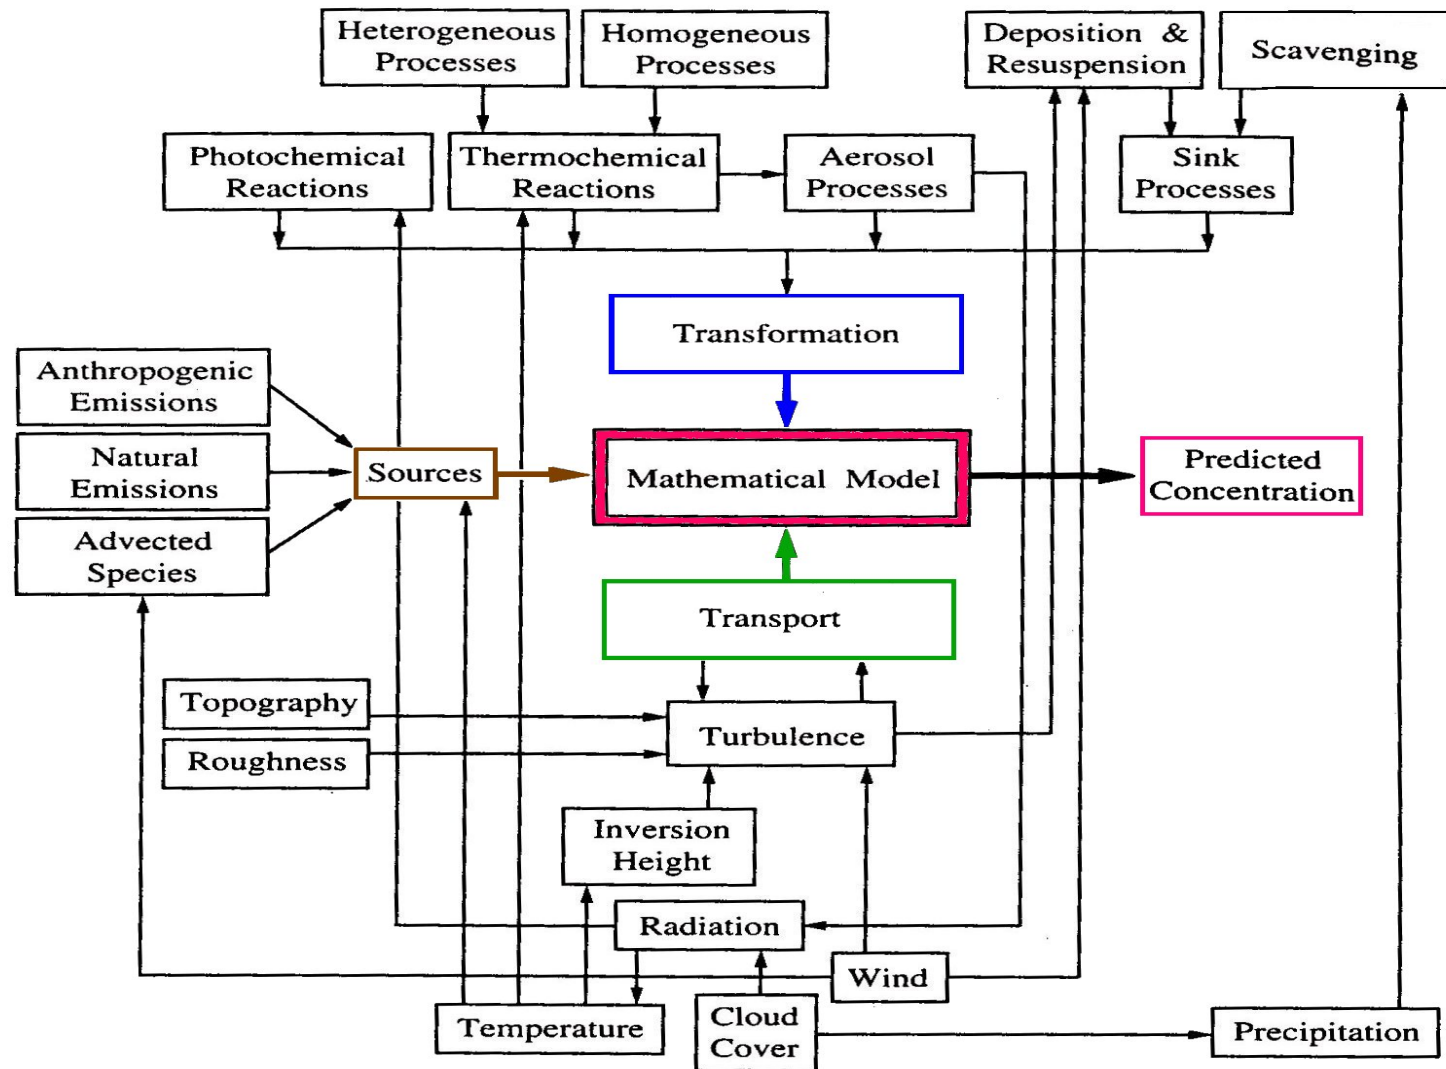 Heterogeneous
Processes
Homogeneous
Processes
Deposition &
Resuspension
Scavenging
Photochemical
Reactions
Thermochemical
Reactions
Aerosol
Processes
Sink
Processes
Transformation
Anthropogenic
Emissions
Natural
Emissions
Advected
Species
Sources
Mathematical Model
Predicted
Concentration
Transport
Topography
Roughness
Turbulence
Inversion
Height
Radiation
Wind
Temperature
Cloud
Cover
Precipitation